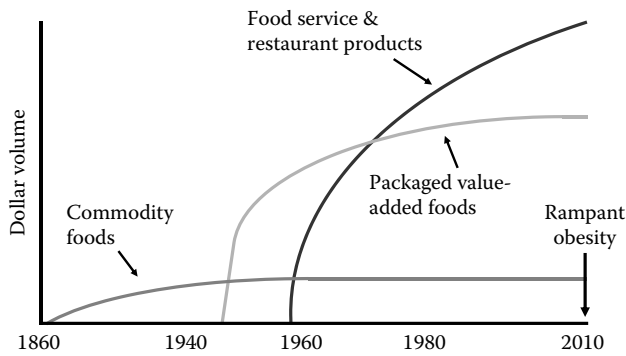 Food service &
restaurant products
Dollar volume
Packaged value-
added foods
Commodity
foods
Rampant
obesity
1860
1940
1960
1980
2010